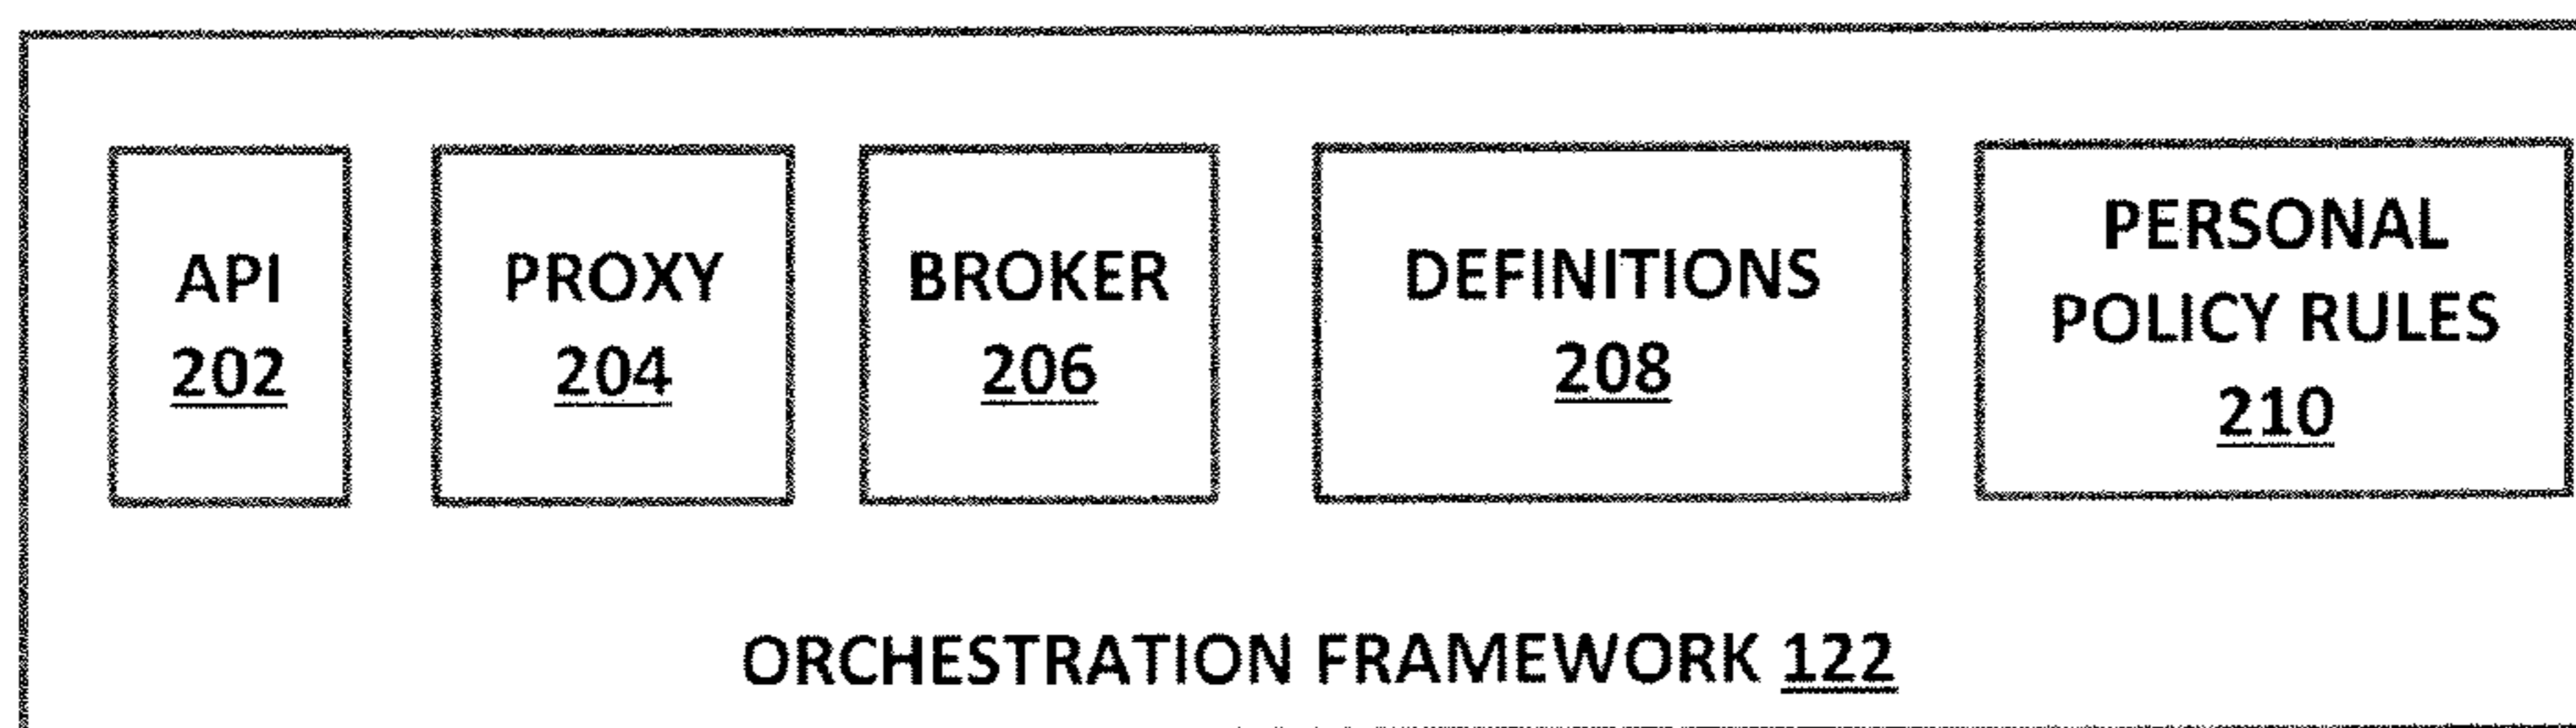 API
202
PROXY
204
BROKER
206
DEFINITIONS
208
PERSONAL
POLICY RULES
210
ORCHESTRATION FRAMEWORK 122